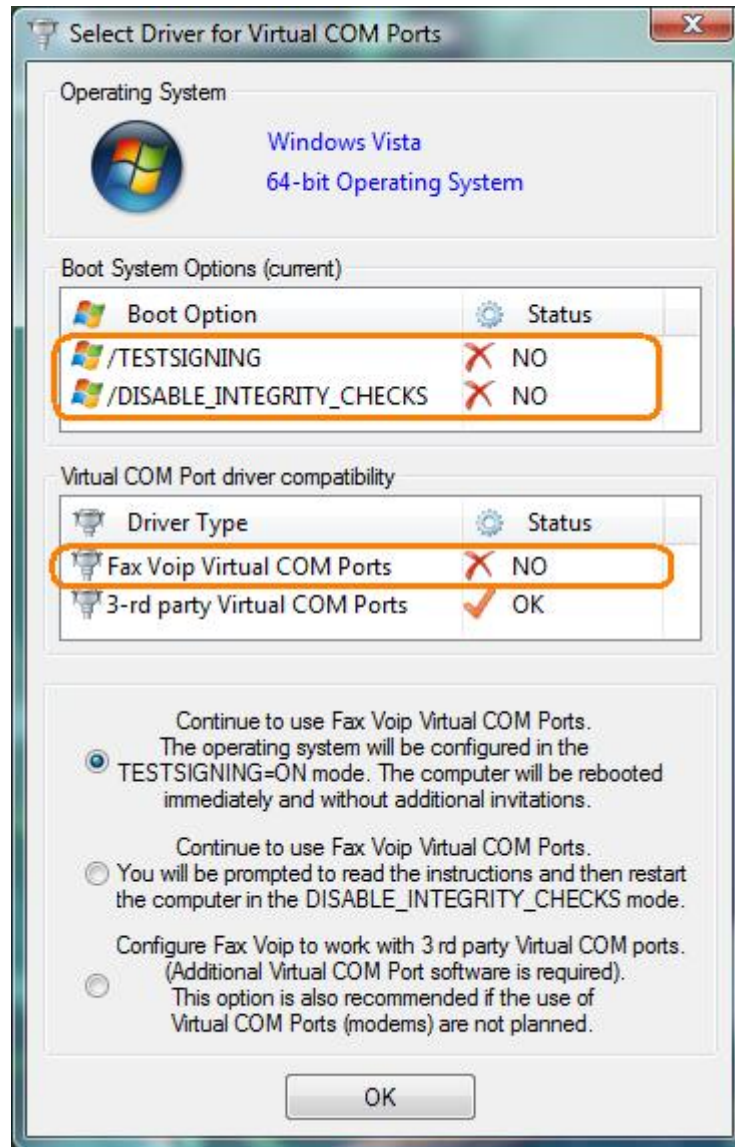 Select Driver for Virtual COM Ports
Operating System
Windows Vista
64-bit Operating System
Boot System Options (current)
Boot Option Status
/TESTSIGNING NO
/DISABLE_INTEGRITY_CHECKS NO
Virtual COM Port driver compatibility
Driver Type Status
Fax Voip Virtual COM Ports NO
3-rd party Virtual COM Ports OK
Continue to use Fax Voip Virtual COM Ports.
The operating system will be configured in the
TESTSIGNING=ON mode. The computer will be rebooted
immediately and without additional invitations.
Continue to use Fax Voip Virtual COM Ports.
You will be prompted to read the instructions and then restart
the computer in the DISABLE_INTEGRITY_CHECKS mode.
Configure Fax Voip to work with 3 rd party Virtual COM ports.
(Additional Virtual COM Port software is required).
This option is also recommended if the use of
Virtual COM Ports (modems) are not planned.
OK